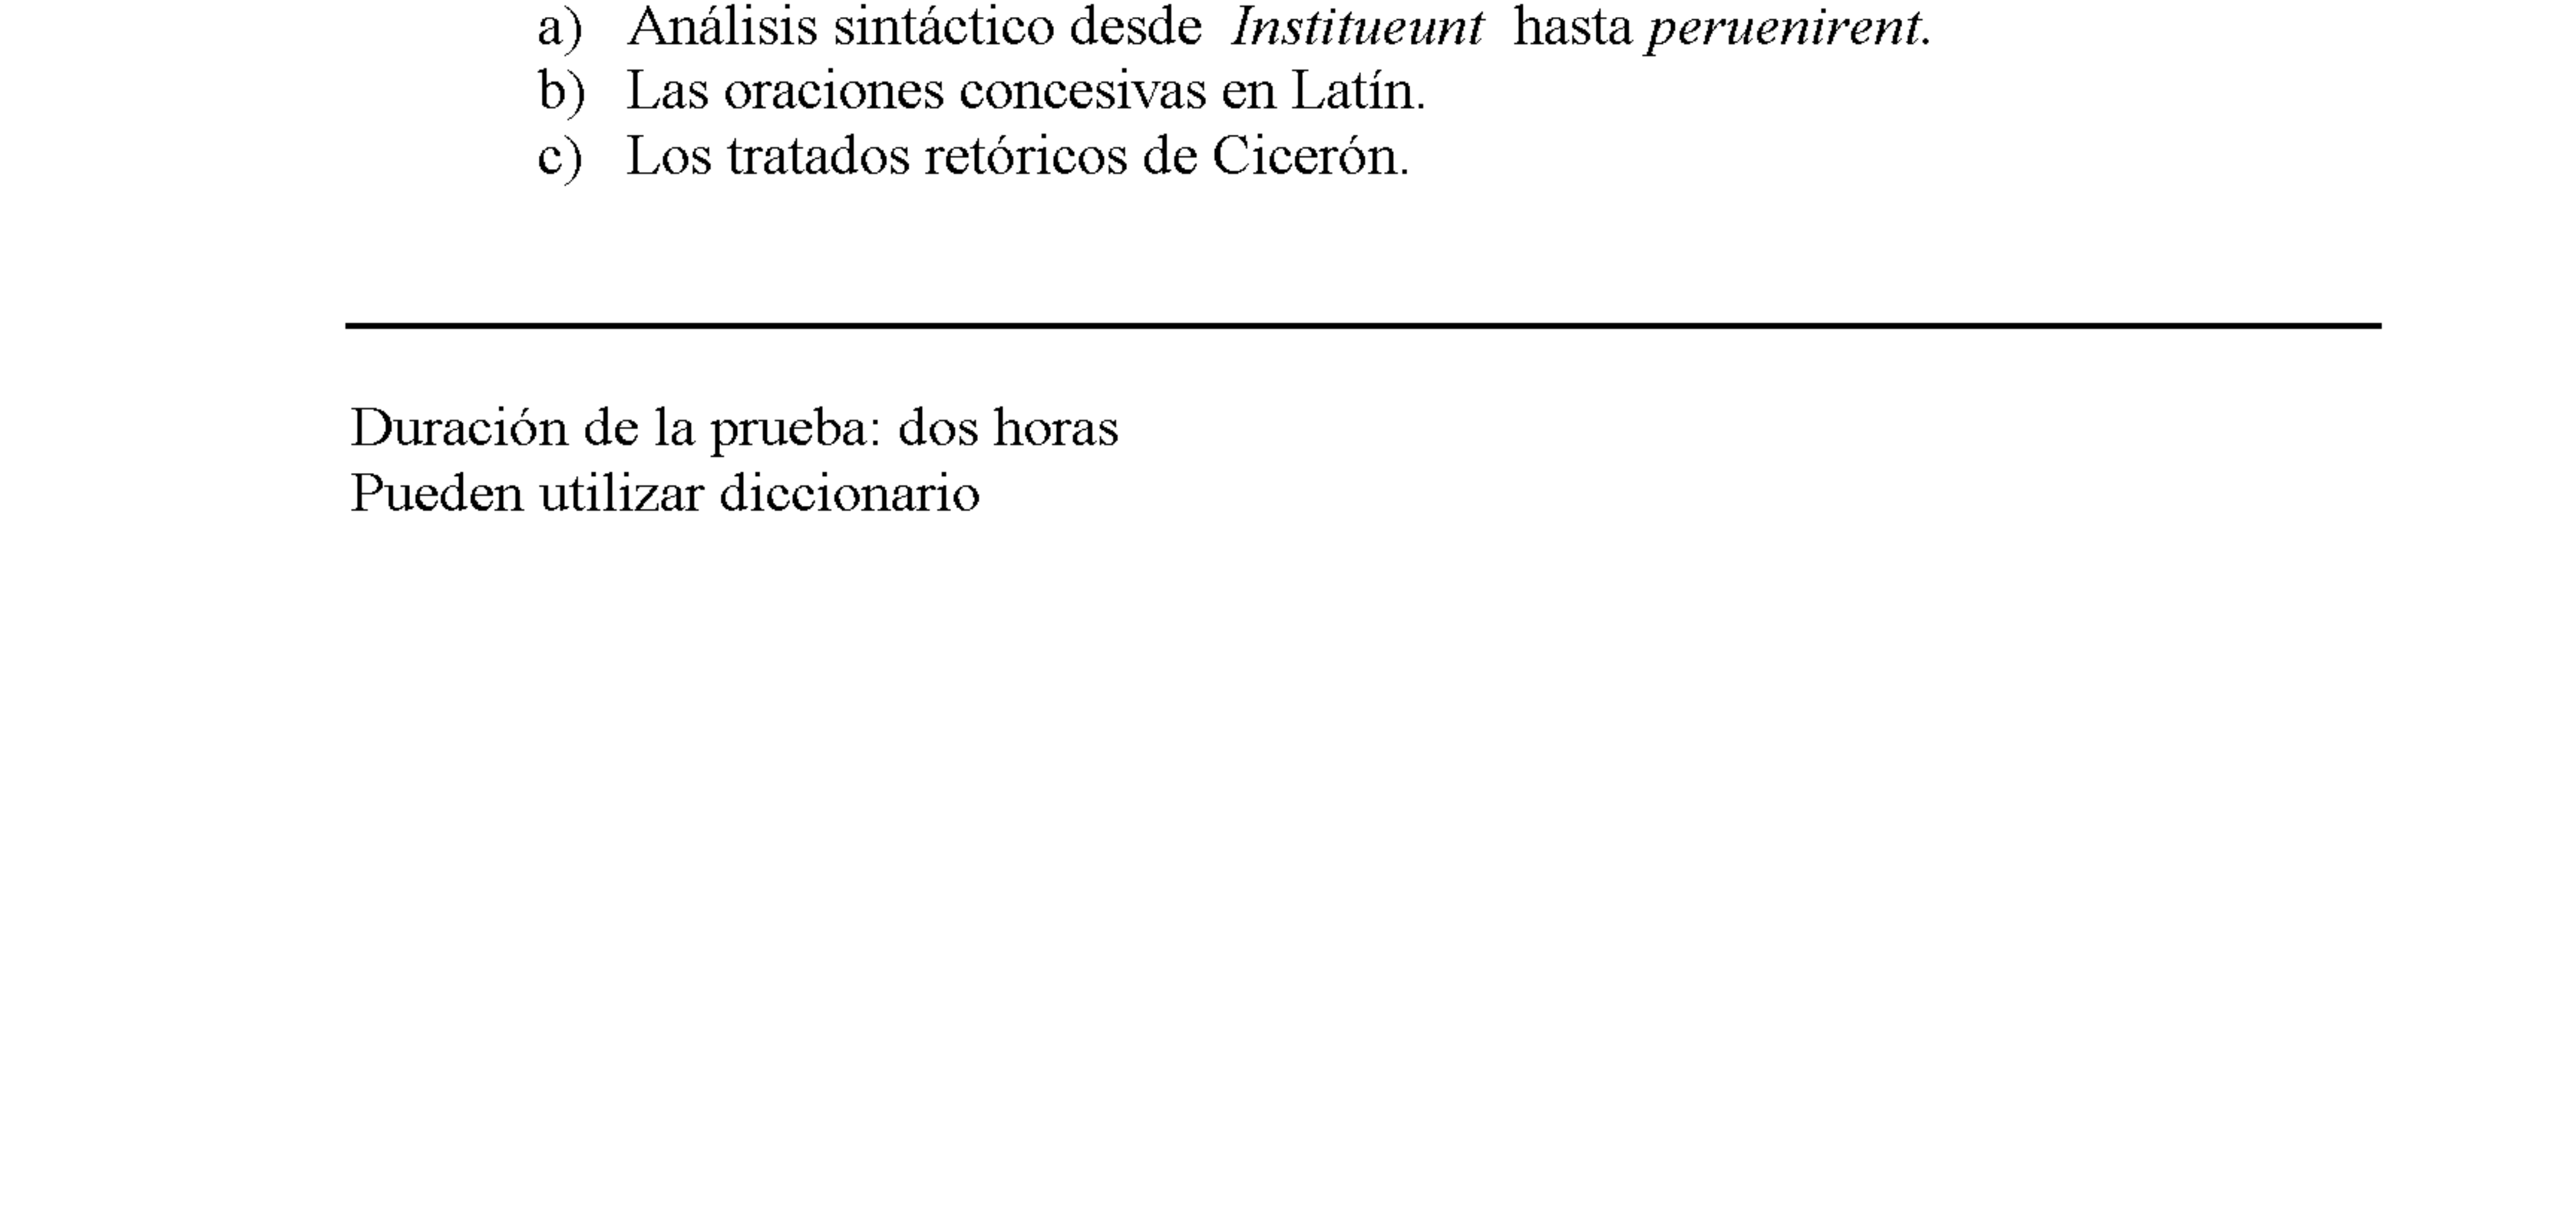 a) Análisis sintáctico desde Institueunt hasta peruenirent.
b) Las oraciones concesivas en Latín.
c) Los tratados retóricos de Cicerón.
Duración de la prueba: dos horas
Pueden utilizar diccionario